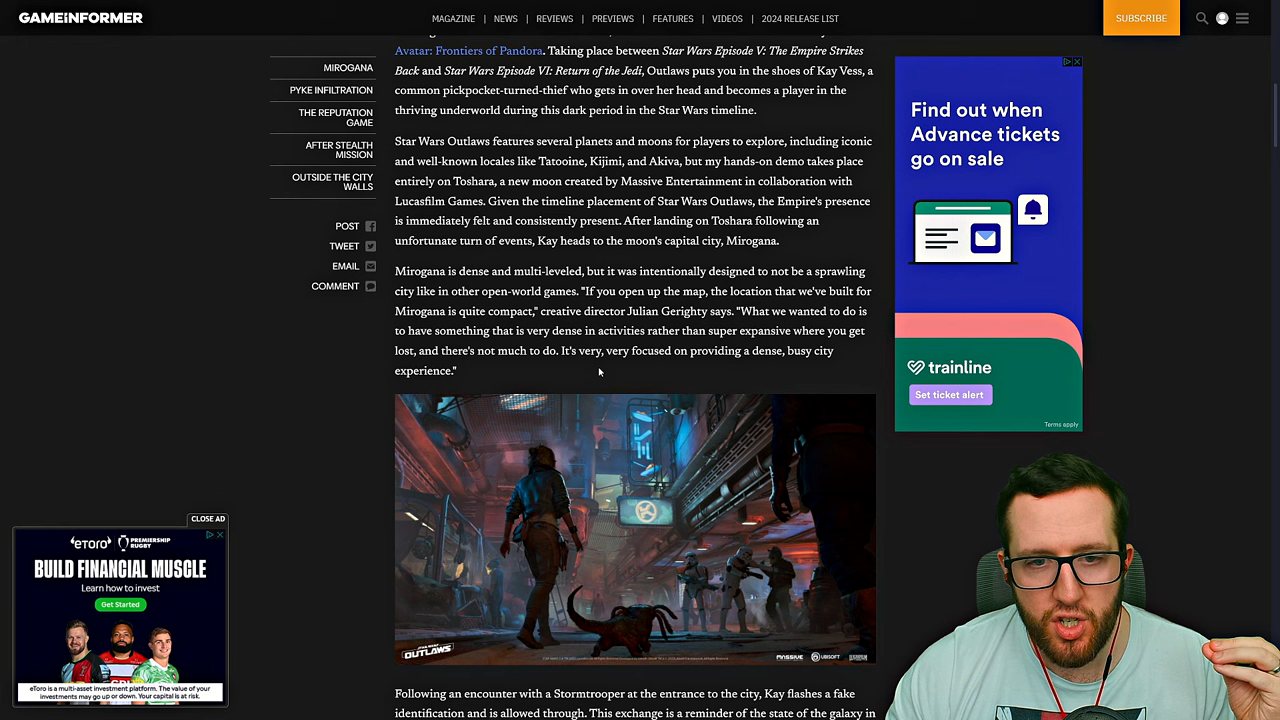 GAMEiNFORMER
MAGAZINE | NEWS | REVIEWS | PREVIEWS | FEATURES | VIDEOS | 2024 RELEASE LIST
SUBSCRIBE
MIROGANA
PYKE INFILTRATION
THE REPUTATION
GAME
AFTER STEALTH
MISSION
OUTSIDE THE CITY
WALLS
POST
TWEET
EMAIL
COMMENT
Avatar: Frontiers of Pandora. Taking place between Star Wars Episode V: The Empire Strikes
Back and Star Wars Episode VI: Return of the Jedi, Outlaws puts you in the shoes of Kay Vess, a
common pickpocket-turned-thief who gets in over her head and becomes a player in the
thriving underworld during this dark period in the Star Wars timeline.
Star Wars Outlaws features several planets and moons for players to explore, including iconic
and well-known locales like Tatooine, Kijimi, and Akiva, but my hands-on demo takes place
entirely on Toshara, a new moon created by Massive Entertainment in collaboration with
Lucasfilm Games. Given the timeline placement of Star Wars Outlaws, the Empire's presence
is immediately felt and consistently present. After landing on Toshara following an
unfortunate turn of events, Kay heads to the moon's capital city, Mirogana.
Mirogana is dense and multi-leveled, but it was intentionally designed to not be a sprawling
city like in other open-world games. "If you open up the map, the location that we've built for
Mirogana is quite compact," creative director Julian Gerighty says. "What we wanted to do is
to have something that is very dense in activities rather than super expansive where you get
lost, and there's not much to do. It's very, very focused on providing a dense, busy city
experience."
OUTLAWS
MASSIVE UBISOFT
Following an encounter with a Snowtrooper at the entrance to the city, Kay flashes a fake
identification and is allowed through. This exchange is a reminder of the state of the galaxy in
Find out when
Advance tickets
go on sale
trainline
Set ticket alert
Terms apply
CLOSE AD
eToro PREMIERSHIP
RUGBY
BUILD FINANCIAL MUSCLE
Learn how to invest
Get Started
eToro is a multi-asset investment platform. The value of your
investments may go up or down. Your capital is at risk.